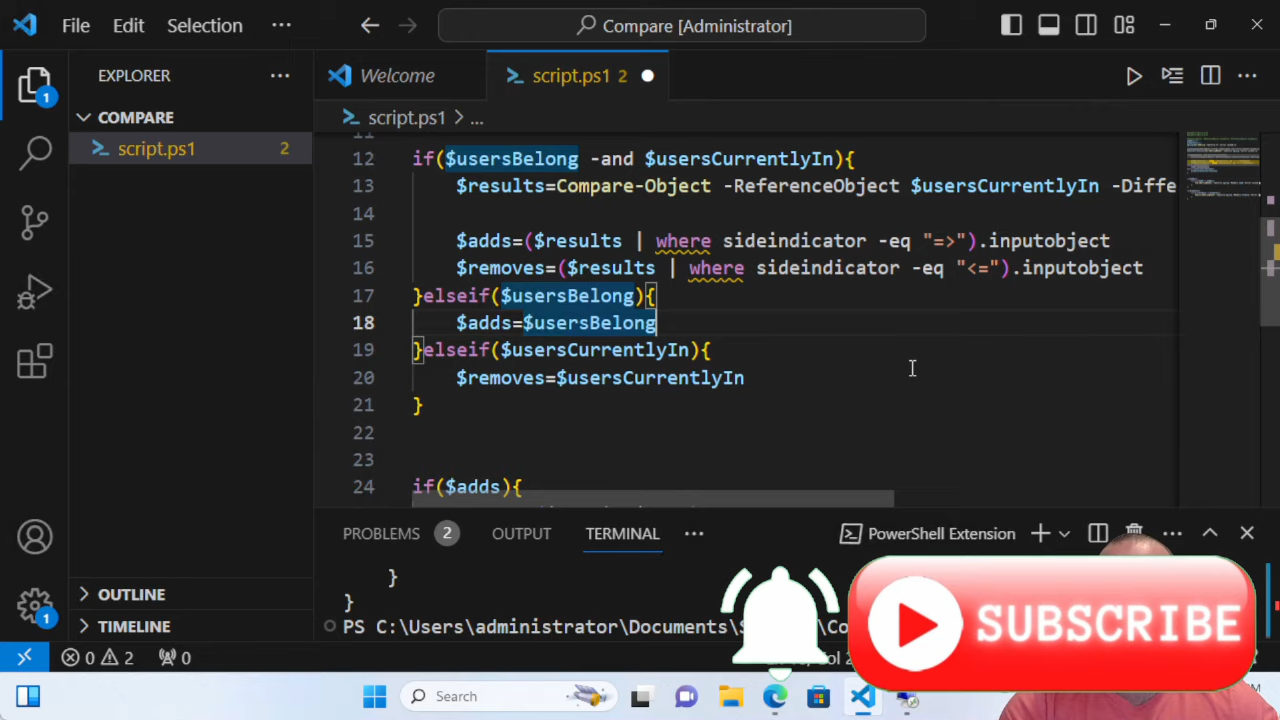 File Edit Selection ··· Compare [Administrator]
EXPLORER ···
Welcome
script.ps1 2
COMPARE
script.ps1 2
script.ps1 > ...
11
12 if($usersBelong -and $usersCurrentlyIn){
13 $results=Compare-Object -ReferenceObject $usersCurrentlyIn -Diffe
14
15 $adds=($results | where sideindicator -eq "=>").inputobject
16 $removes=($results | where sideindicator -eq "<=").inputobject
17 }elseif($usersBelong){
18 $adds=$usersBelong
19 }elseif($usersCurrentlyIn){
20 $removes=$usersCurrentlyIn
21 }
22
23
24 if($adds){
PROBLEMS 2 OUTPUT TERMINAL ··· PowerShell Extension
}
}
PS C:\Users\administrator\Documents\
OUTLINE
TIMELINE
1
1
0 2 0
SUBSCRIBE
Search